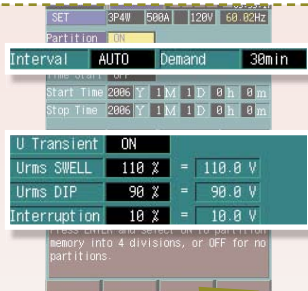 SET 3P4W 500A 120V 60.02Hz
Partition ON
Interval AUTO Demand 30min
Time Start OFF
Start Time 2006 Y 1 M 1 D 0 h 0 m
Stop Time 2006 Y 1 M 1 D 0 h 0 m
U Transient ON
Urms SWELL 110 % = 110.0 V
Urms DIP 90 % = 90.0 V
Interruption 10 % = 10.0 V
Press ENTER and select ON to partition
memory into 4 divisions, or OFF for no
partitions.